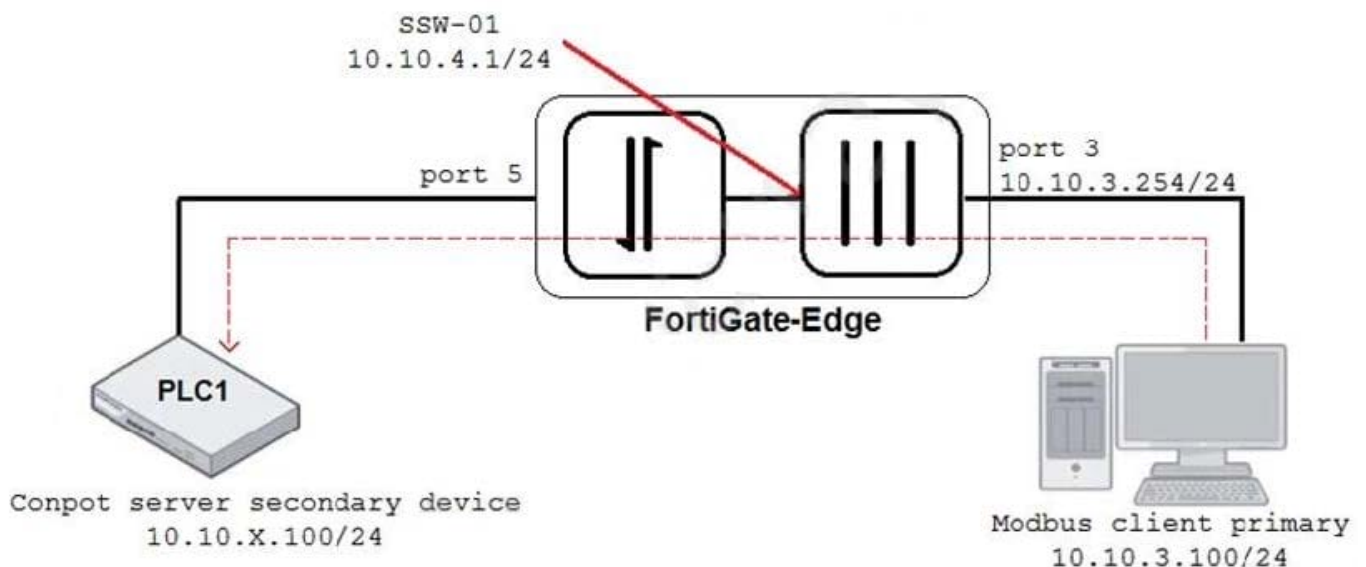 SSW-01
10.10.4.1/24
port 5
port 3
10.10.3.254/24
FortiGate-Edge
PLC1
Conpot server secondary device
10.10.X.100/24
Modbus client primary
10.10.3.100/24